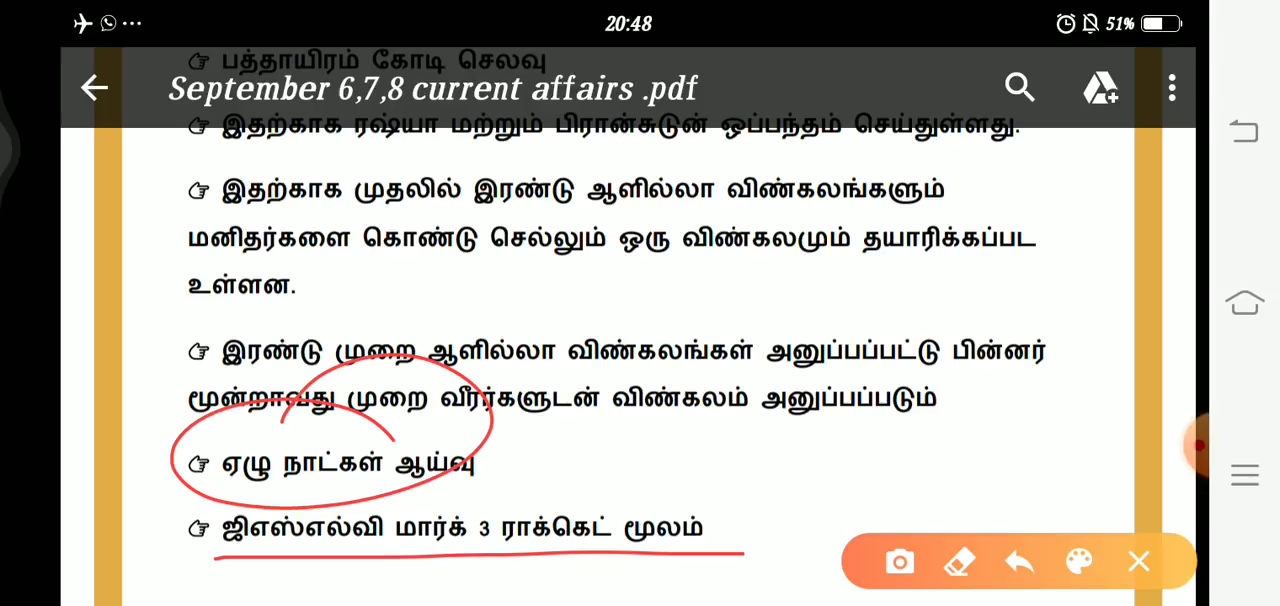 20:48
51%
பத்தாயிரம் கோடி செலவு
September 6,7,8 current affairs .pdf
இதற்காக ரஷ்யா மற்றும் பிரான்சுடுன் ஒப்பந்தம் செய்துள்ளது.
இதற்காக முதலில் இரண்டு ஆளில்லா விண்கலங்களும்
மனிதர்களை கொண்டு செல்லும் ஒரு விண்கலமும் தயாரிக்கப்பட
உள்ளன.
இரண்டு முறை ஆளில்லா விண்கலங்கள் அனுப்பப்பட்டு பின்னர்
மூன்றாவது முறை வீரர்களுடன் விண்கலம் அனுப்பப்படும்
ஏழு நாட்கள் ஆய்வு
ஜிஎஸ்எல்வி மார்க் 3 ராக்கெட் மூலம்